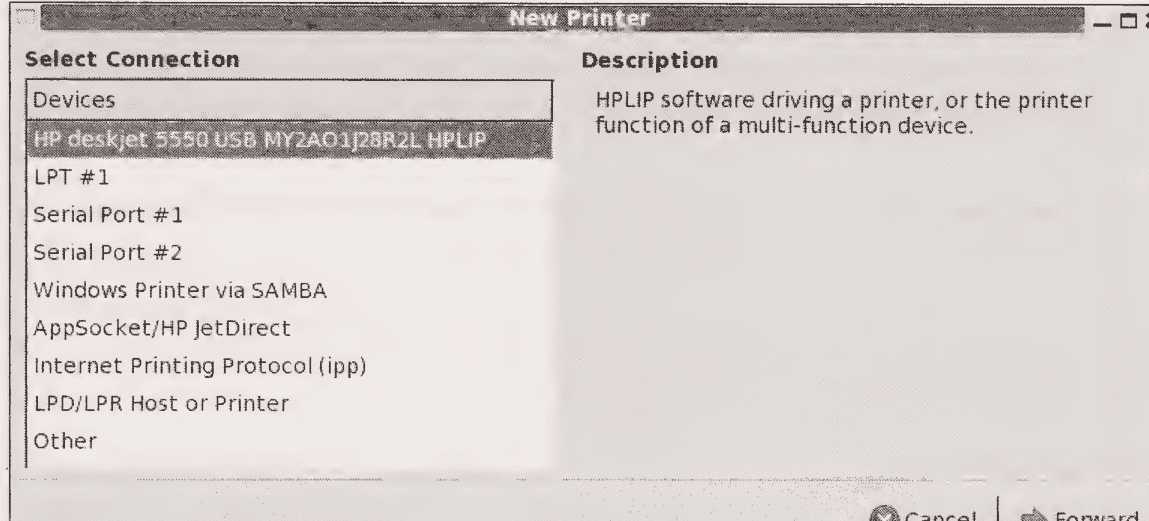 New Printer
Select Connection
Description
Devices
HPLIP software driving a printer, or the printer
function of a multi-function device.
HP deskjet 5550 USB MY2AO1J28R2L HPLIP
LPT #1
Serial Port #1
Serial Port #2
Windows Printer via SAMBA
AppSocket/HP JetDirect
Internet Printing Protocol (ipp)
LPD/LPR Host or Printer
Other
Cancel
Forward